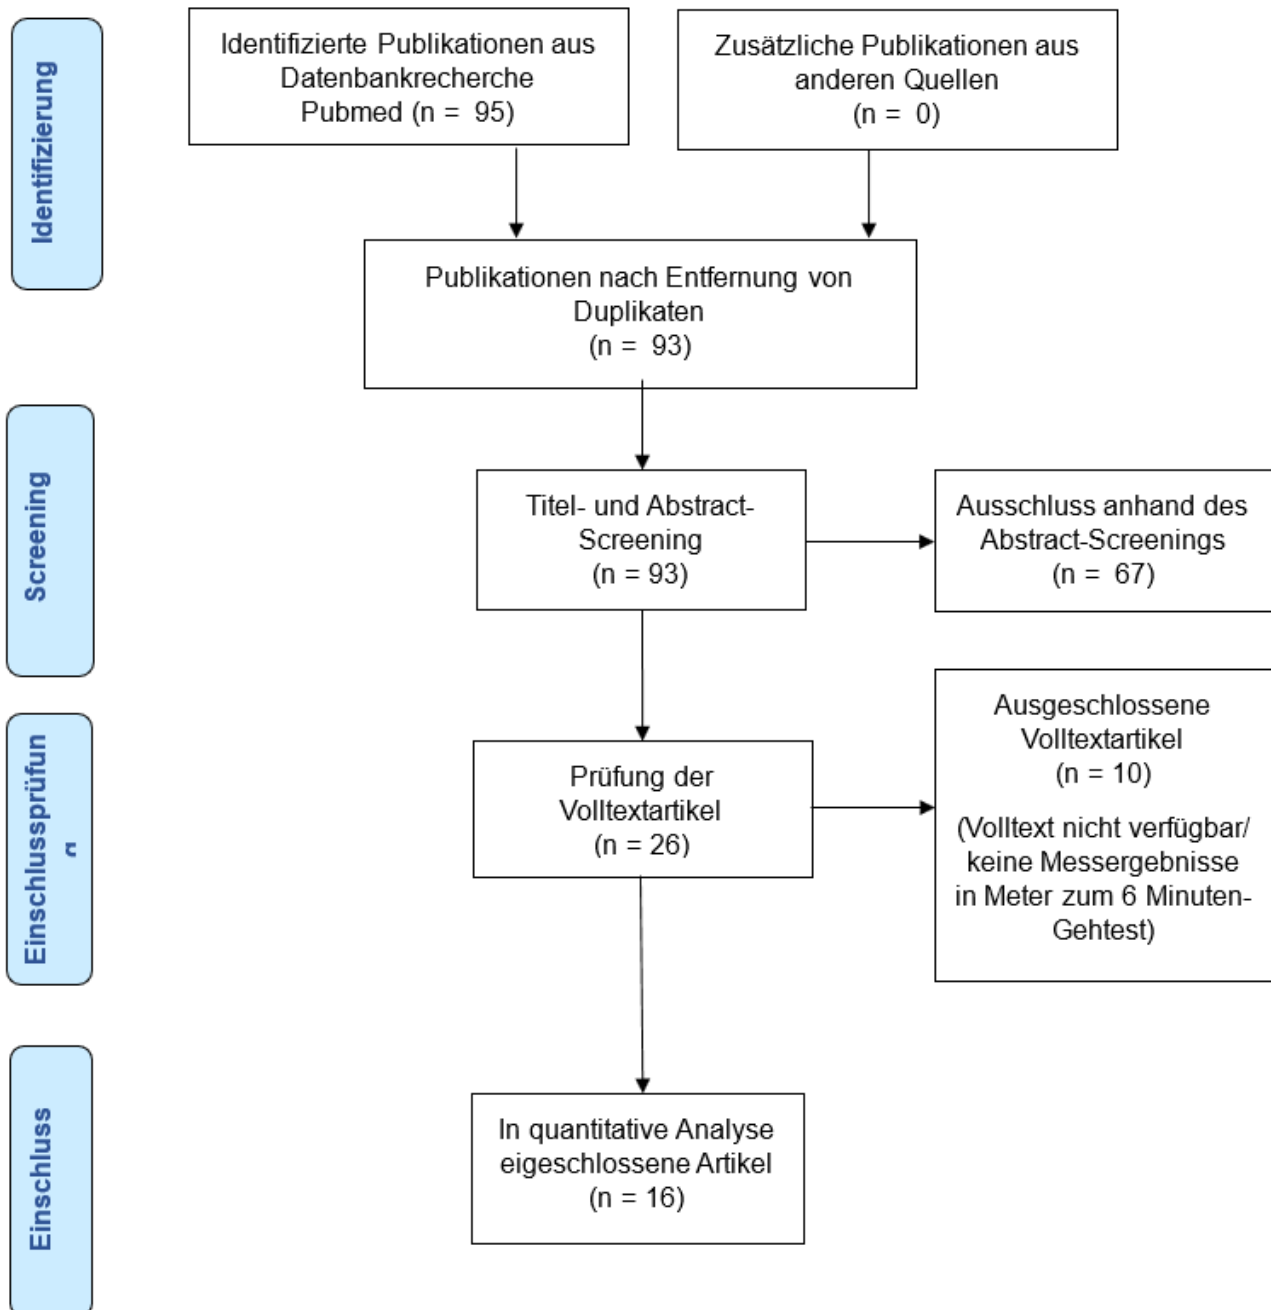 Identifizierung
Identifizierte Publikationen aus
Datenbankrecherche
Pubmed (n =  95)
Zusätzliche Publikationen aus
anderen Quellen
(n =  0)
Publikationen nach Entfernung von
Duplikaten
(n =  93)
Screening
Titel- und Abstract-
Screening
(n = 93)
Ausschluss anhand des
Abstract-Screenings
(n =  67)
Einschlussprüfun
g
Prüfung der
Volltextartikel
(n = 26)
Ausgeschlossene
Volltextartikel
(n = 10)
(Volltext nicht verfügbar/
keine Messergebnisse
in Meter zum 6 Minuten-
Gehtest)
Einschluss
In quantitative Analyse
eigeschlossene Artikel
(n = 16)